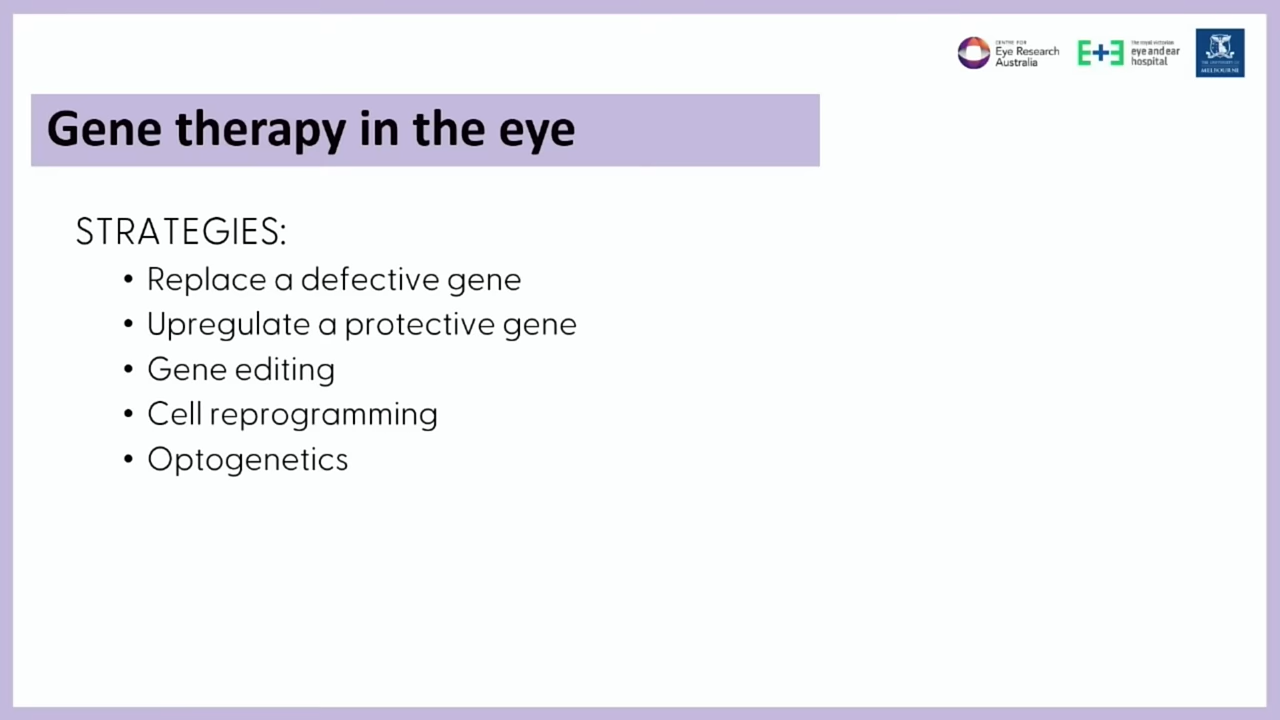 CENTRE FOR
Eye Research
Australia
E+E
The royal victorian
eye and ear
hospital
THE UNIVERSITY OF
MELBOURNE
Gene therapy in the eye
STRATEGIES:
• Replace a defective gene
• Upregulate a protective gene
• Gene editing
• Cell reprogramming
• Optogenetics